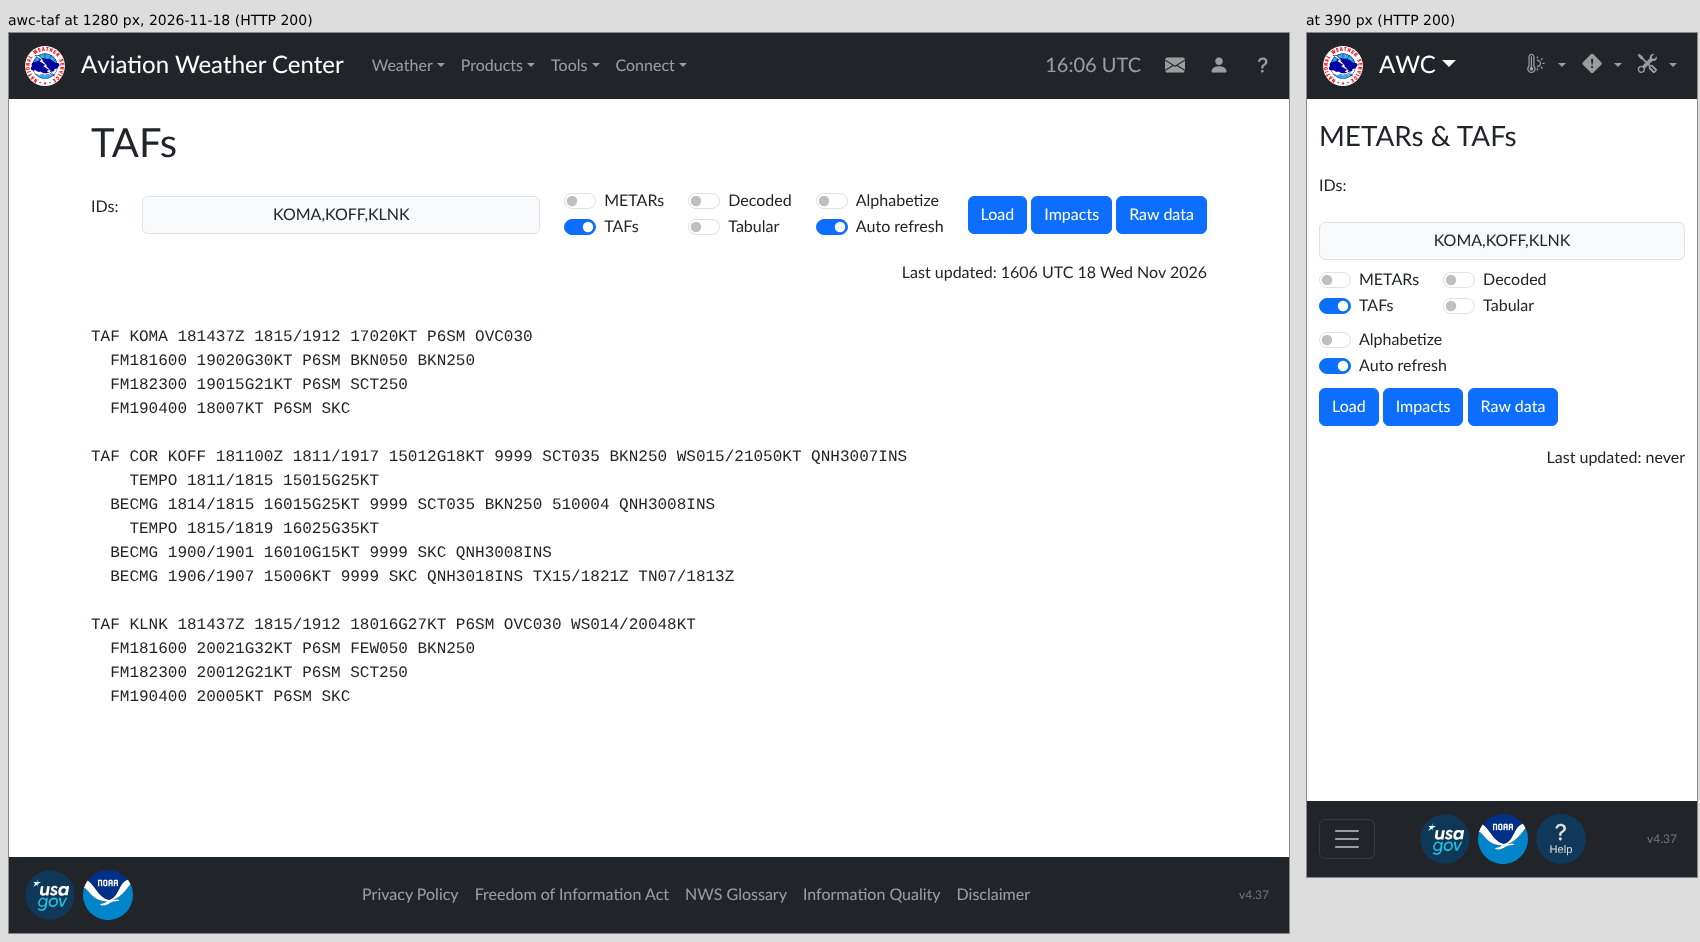 awc-taf at 1280 px, 2026-11-18 (HTTP 200)
Aviation Weather Center Weather Products Tools Connect 16:06 UTC ?
TAFs
IDs: KOMA,KOFF,KLNK METARs Decoded Alphabetize Load Impacts Raw data
TAFs Tabular Auto refresh
Last updated: 1606 UTC 18 Wed Nov 2026
TAF KOMA 181437Z 1815/1912 17020KT P6SM OVC030
FM181600 19020G30KT P6SM BKN050 BKN250
FM182300 19015G21KT P6SM SCT250
FM190400 18007KT P6SM SKC
TAF COR KOFF 181100Z 1811/1917 15012G18KT 9999 SCT035 BKN250 WS015/21050KT QNH3007INS
TEMPO 1811/1815 15015G25KT
BECMG 1814/1815 16015G25KT 9999 SCT035 BKN250 510004 QNH3008INS
TEMPO 1815/1819 16025G35KT
BECMG 1900/1901 16010G15KT 9999 SKC QNH3008INS
BECMG 1906/1907 15006KT 9999 SKC QNH3018INS TX15/1821Z TN07/1813Z
TAF KLNK 181437Z 1815/1912 18016G27KT P6SM OVC030 WS014/20048KT
FM181600 20021G32KT P6SM FEW050 BKN250
FM182300 20012G21KT P6SM SCT250
FM190400 20005KT P6SM SKC
usa gov NOAA Privacy Policy Freedom of Information Act NWS Glossary Information Quality Disclaimer v4.37
at 390 px (HTTP 200)
AWC
METARs & TAFs
IDs:
KOMA,KOFF,KLNK
METARs Decoded
TAFs Tabular
Alphabetize
Auto refresh
Load Impacts Raw data
Last updated: never
usa gov NOAA ? Help v4.37